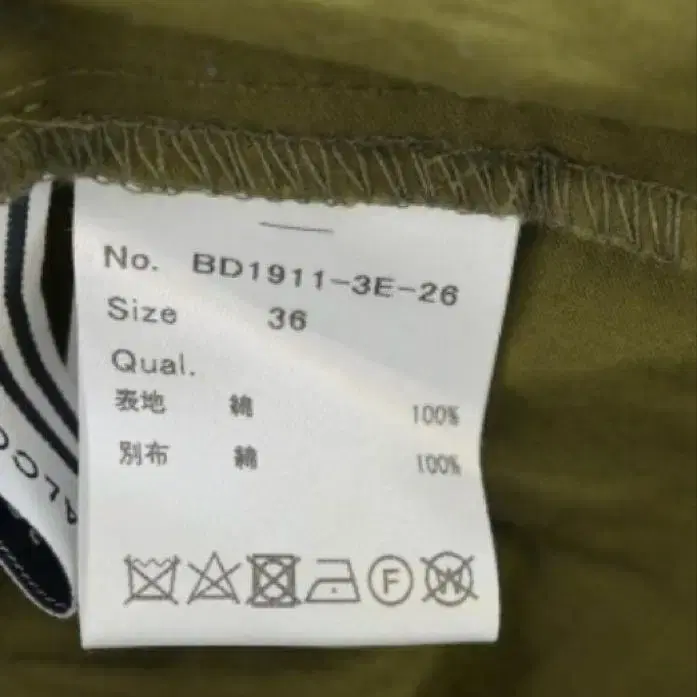 No. BD1911-3E-26
Size 36
Qual.
表地 綿 100%
別布 綿 100%
F W